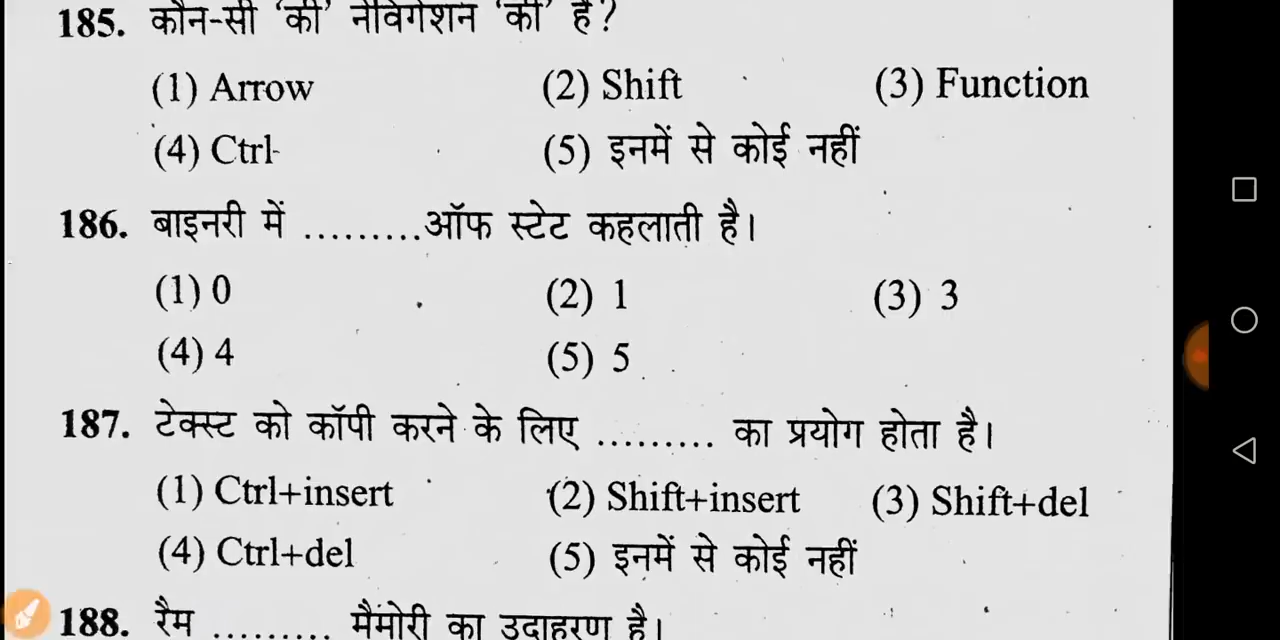 185. कौन-सी 'की' नेविगेशन 'की' है?
(1) Arrow (2) Shift (3) Function
(4) Ctrl (5) इनमें से कोई नहीं
186. बाइनरी में .........ऑफ स्टेट कहलाती है।
(1) 0 (2) 1 (3) 3
(4) 4 (5) 5
187. टेक्स्ट को कॉपी करने के लिए ......... का प्रयोग होता है।
(1) Ctrl+insert (2) Shift+insert (3) Shift+del
(4) Ctrl+del (5) इनमें से कोई नहीं
188. रैम ......... मैमोरी का उदाहरण है।